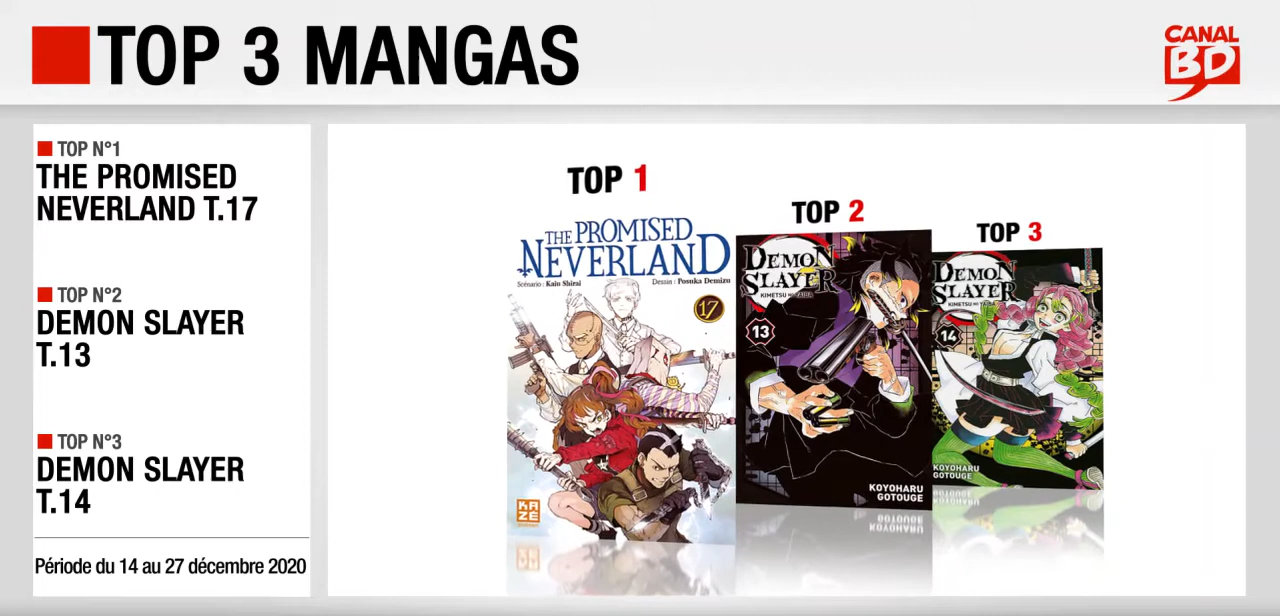 TOP 3 MANGAS
CANAL
BD
TOP N°1
THE PROMISED
NEVERLAND T.17
TOP N°2
DEMON SLAYER
T.13
TOP N°3
DEMON SLAYER
T.14
Période du 14 au 27 décembre 2020
TOP 1
THE PROMISED
NEVERLAND
Scénario : Kaiu Shirai
Dessin : Posuka Demizu
17
KAZÉ
TOP 2
DEMON
SLAYER
KIMETSU NO YAIBA
13
KOYOHARU
GOTOUGE
TOP 3
DEMON
SLAYER
KIMETSU NO YAIBA
14
KOYOHARU
GOTOUGE